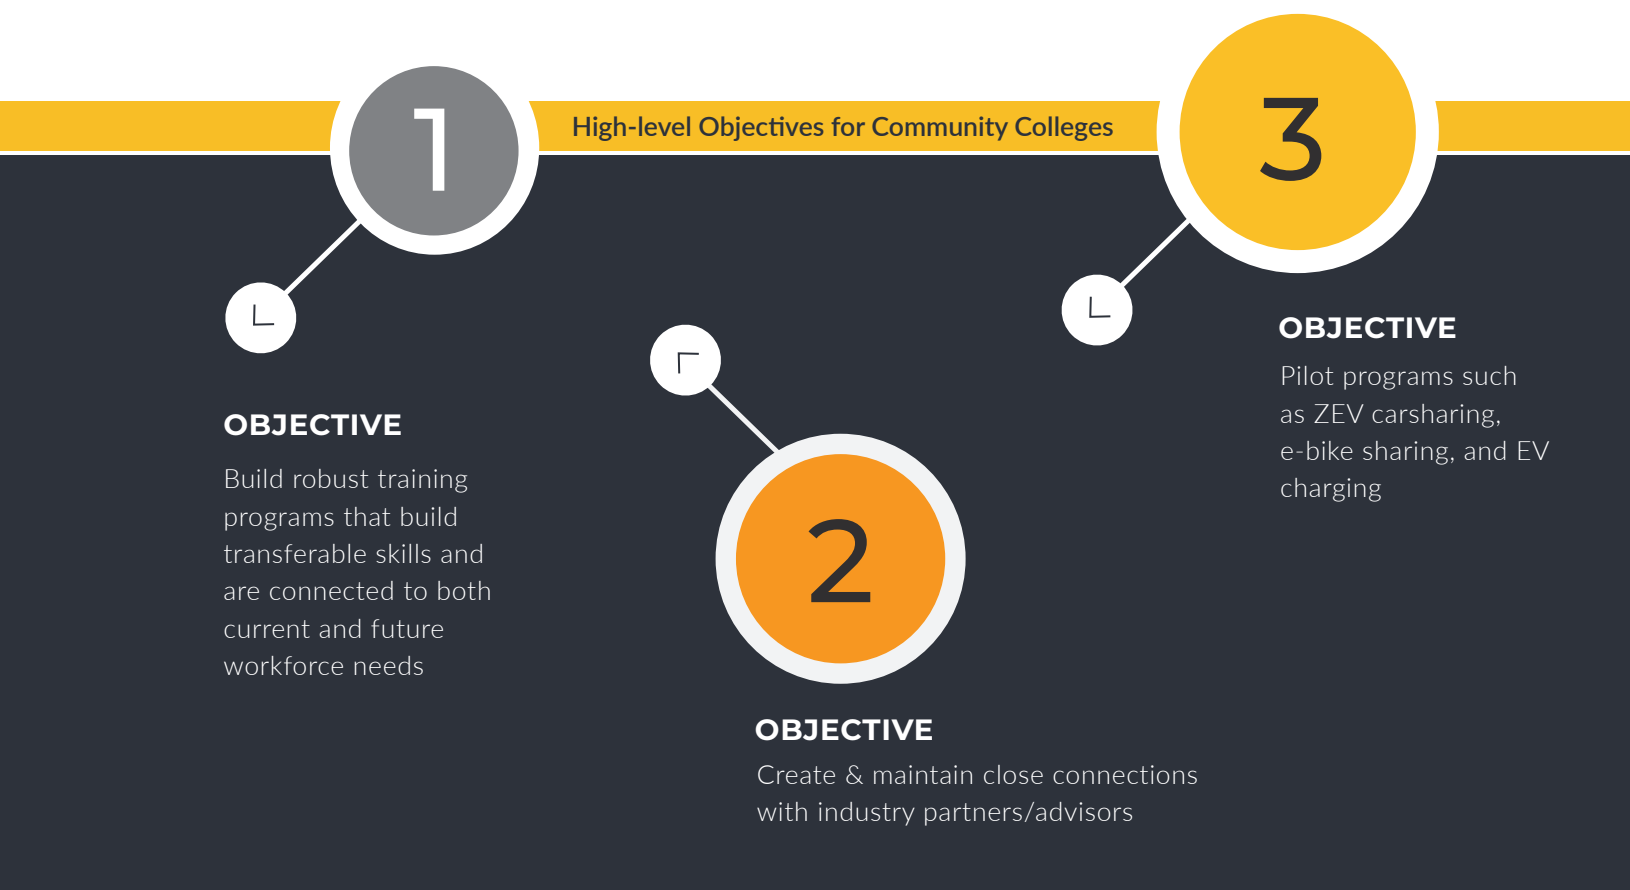 High-level Objectives for Community Colleges
1
OBJECTIVE
Build robust training
programs that build
transferable skills and
are connected to both
current and future
workforce needs
2
OBJECTIVE
Create & maintain close connections
with industry partners/advisors
3
OBJECTIVE
Pilot programs such
as ZEV carsharing,
e-bike sharing, and EV
charging